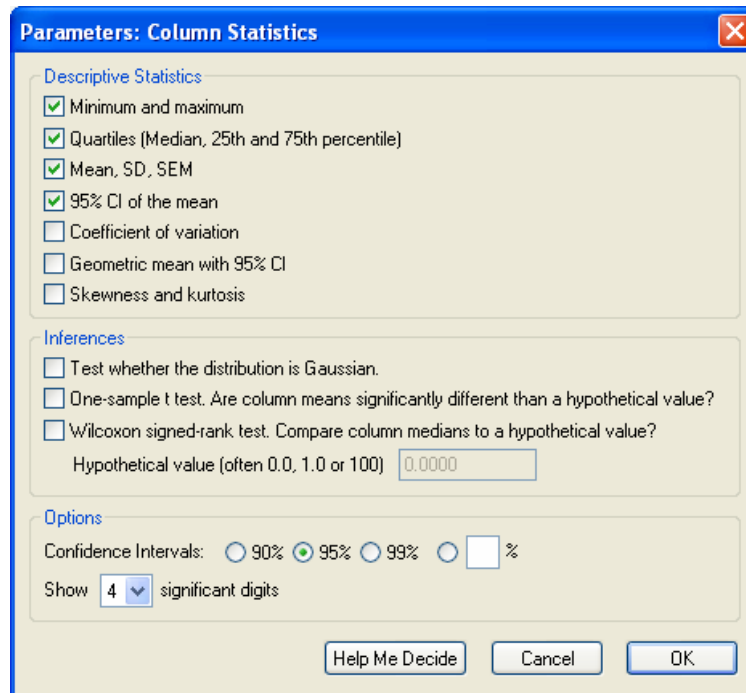 Parameters: Column Statistics
Descriptive Statistics
Minimum and maximum
Quartiles (Median, 25th and 75th percentile)
Mean, SD, SEM
95% CI of the mean
Coefficient of variation
Geometric mean with 95% CI
Skewness and kurtosis
Inferences
Test whether the distribution is Gaussian.
One-sample t test. Are column means significantly different than a hypothetical value?
Wilcoxon signed-rank test. Compare column medians to a hypothetical value?
Hypothetical value (often 0.0, 1.0 or 100) 0.0000
Options
Confidence Intervals: 90% 95% 99% %
Show 4 significant digits
Help Me Decide Cancel OK